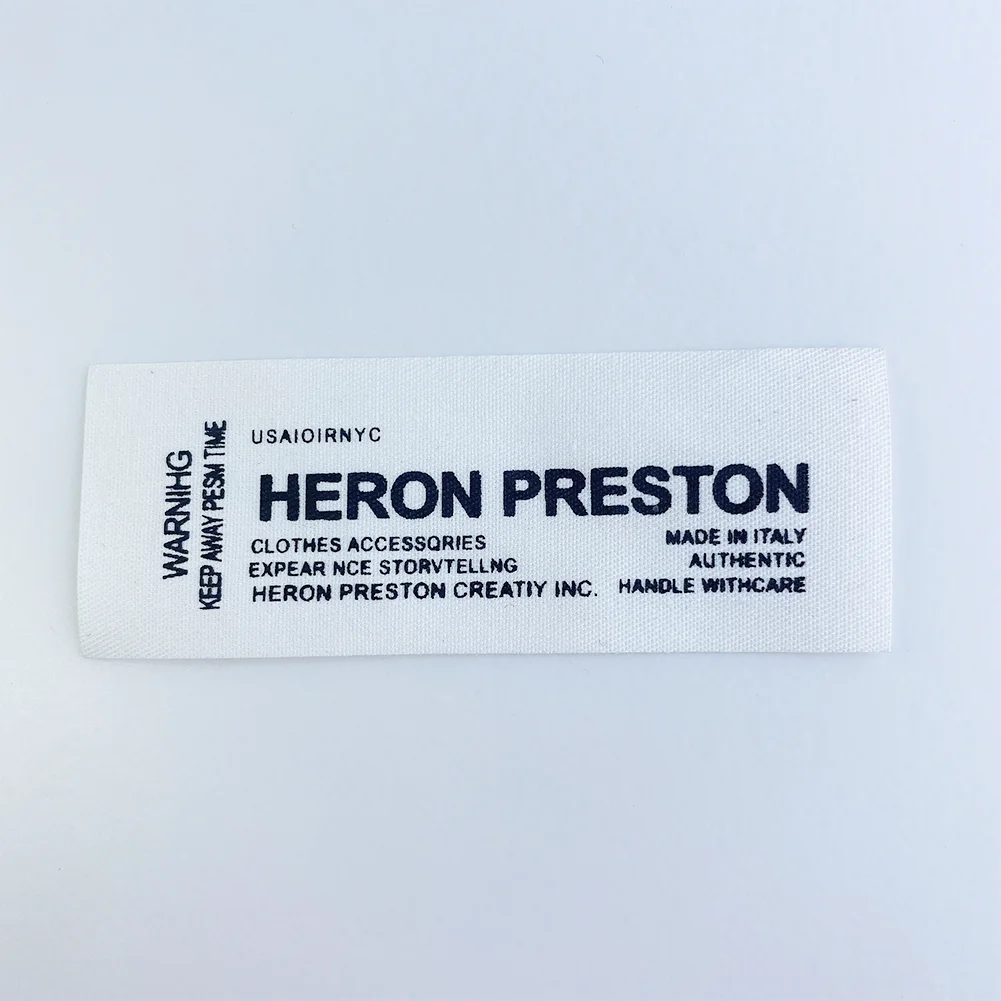 WARNIHG
KEEP AWAY PESM TIME
USAIOIRNYC
HERON PRESTON
CLOTHES ACCESSQRIES
EXPEAR NCE STORVTELLNG
HERON PRESTON CREATIY INC.
MADE IN ITALY
AUTHENTIC
HANDLE WITHCARE